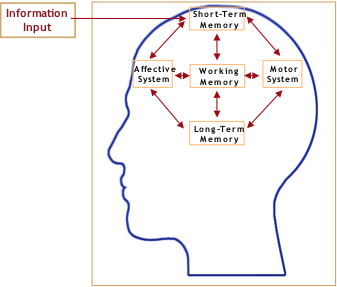 Information
Input
Short-Term
Memory
Affective
System
Working
Memory
Motor
System
Long-Term
Memory